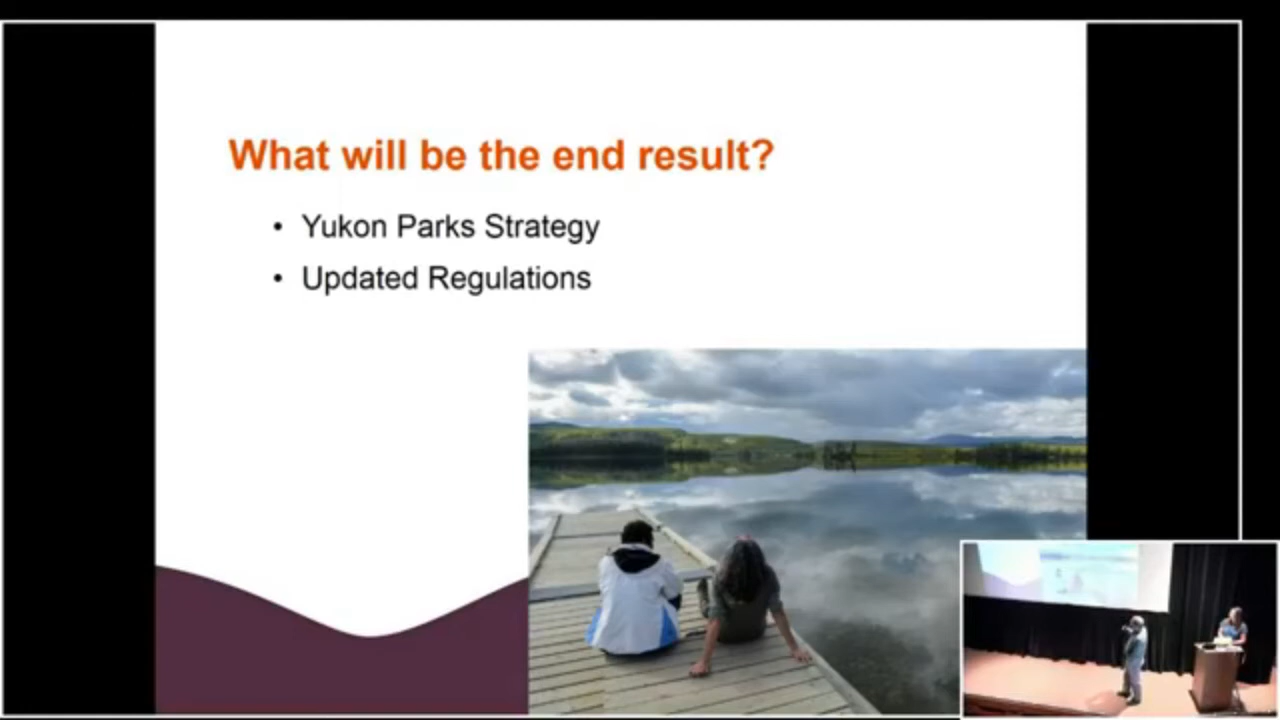 What will be the end result?
• Yukon Parks Strategy
• Updated Regulations